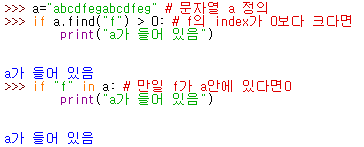 >>> a="abcdfegabcdfeg" # 문자열 a 정의
>>> if a.find("f") > 0: # f의 index가 0보다 크다면
print("a가 들어 있음")
a가 들어 있음
>>> if "f" in a: # 만일 f가 a안에 있다면0
print("a가 들어 있음")
a가 들어 있음